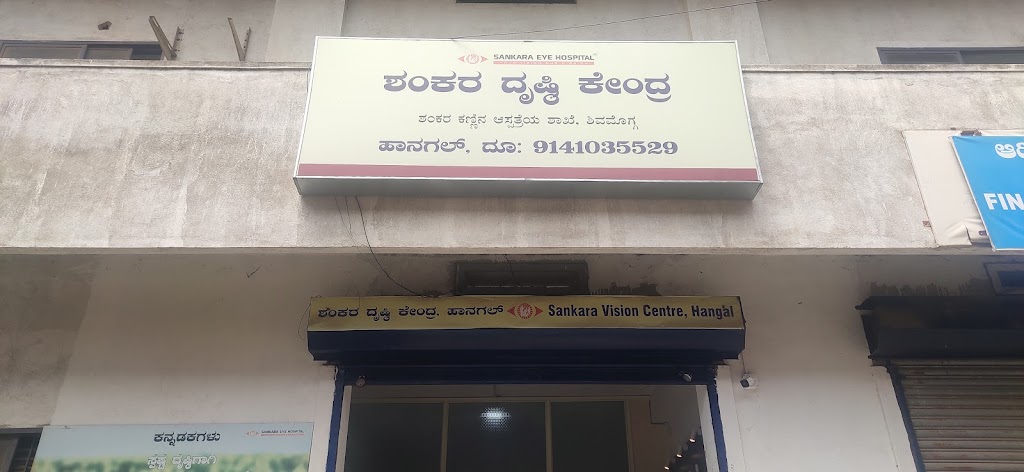 SANKARA EYE HOSPITAL
ಶಂಕರ ದೃಷ್ಠಿ ಕೇಂದ್ರ
ಶಂಕರ ಕಣ್ಣಿನ ಆಸ್ಪತ್ರೆಯ ಶಾಖೆ, ಶಿವಮೊಗ್ಗ
ಹಾನಗಲ್, ದೂ: 9141035529
FIN
ಶಂಕರ ದೃಷ್ಠಿ ಕೇಂದ್ರ, ಹಾನಗಲ್ Sankara Vision Centre, Hangal
ಕನ್ನಡಕಗಳು
SANKARA EYE HOSPITAL
ಸ್ಪಷ್ಟ ದೃಷ್ಟಿಗಾಗಿ